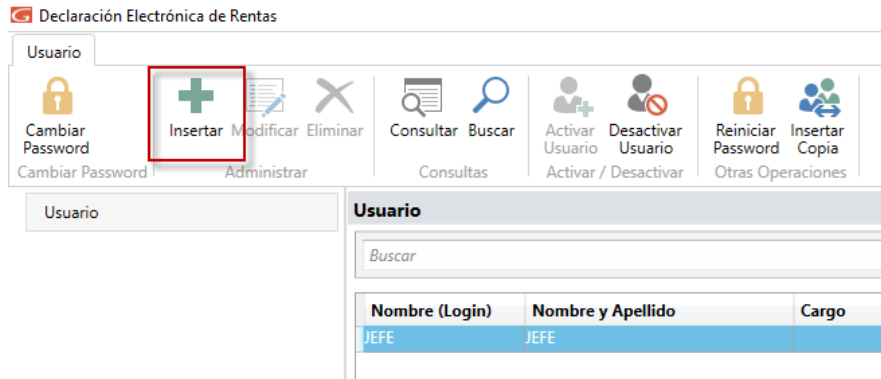 Declaración Electrónica de Rentas
Usuario
Cambiar Password
Insertar
Modificar
Eliminar
Consultar
Buscar
Activar Usuario
Desactivar Usuario
Reiniciar Password
Insertar Copia
Cambiar Password
Administrar
Consultas
Activar / Desactivar
Otras Operaciones
Usuario
Usuario
Buscar
Nombre (Login) Nombre y Apellido Cargo
JEFE JEFE